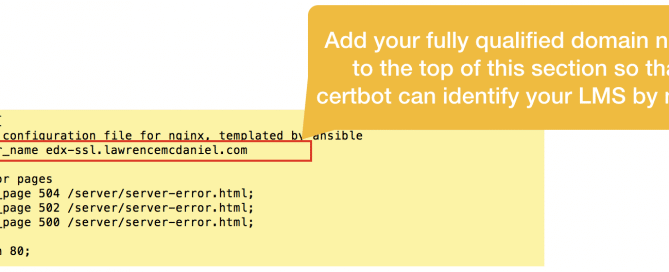 Add your fully qualified domain n
to the top of this section so tha
certbot can identify your LMS by
{
configuration file for nginx, templated by ansible
r_name edx-ssl.lawrencemcdaniel.com
or pages
_page 504 /server/server-error.html;
_page 502 /server/server-error.html;
_page 500 /server/server-error.html;
n 80;